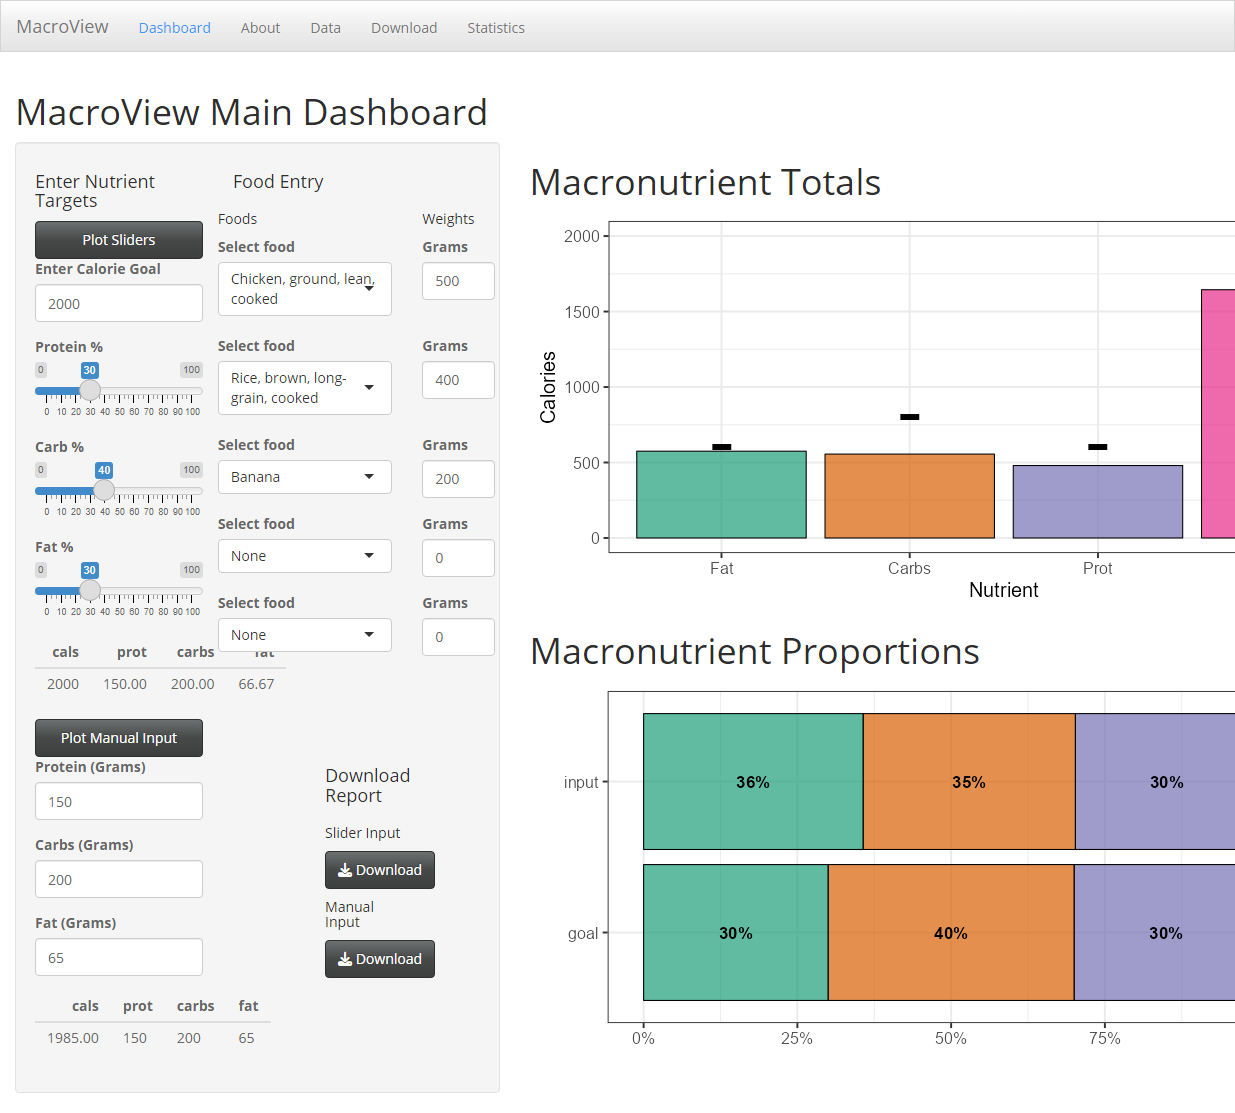 MacroView Dashboard About Data Download Statistics
MacroView Main Dashboard
Enter Nutrient
Targets
Plot Sliders
Enter Calorie Goal
2000
Protein %
0 30 100
0 10 20 30 40 50 60 70 80 90 100
Carb %
0 40 100
0 10 20 30 40 50 60 70 80 90 100
Fat %
0 30 100
0 10 20 30 40 50 60 70 80 90 100
cals prot carbs fat
2000 150.00 200.00 66.67
Plot Manual Input
Protein (Grams)
150
Carbs (Grams)
200
Fat (Grams)
65
cals prot carbs fat
1985.00 150 200 65
Food Entry
Foods Weights
Select food Grams
Chicken, ground, lean,
cooked
500
Select food Grams
Rice, brown, long-
grain, cooked
400
Select food Grams
Banana 200
Select food Grams
None 0
Select food Grams
None 0
Download
Report
Slider Input
Download
Manual
Input
Download
Macronutrient Totals
Calories
2000
1500
1000
500
0
Fat Carbs Prot
Nutrient
Macronutrient Proportions
input 36% 35% 30%
goal 30% 40% 30%
0% 25% 50% 75%